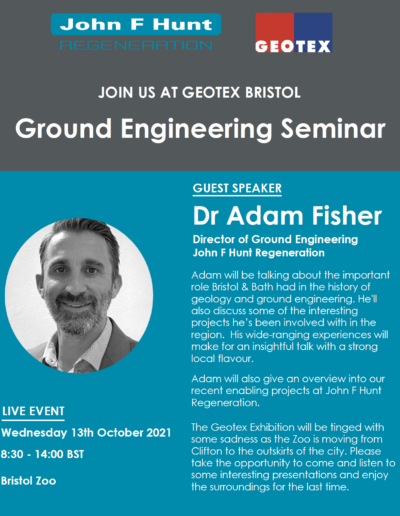 John F Hunt
REGENERATION
GEOTEX
JOIN US AT GEOTEX BRISTOL
Ground Engineering Seminar
GUEST SPEAKER
Dr Adam Fisher
Director of Ground Engineering
John F Hunt Regeneration
Adam will be talking about the important
role Bristol & Bath had in the history of
geology and ground engineering. He'll
also discuss some of the interesting
projects he's been involved with in the
region. His wide-ranging experiences will
make for an insightful talk with a strong
local flavour.
Adam will also give an overview into our
recent enabling projects at John F Hunt
Regeneration.
The Geotex Exhibition will be tinged with
some sadness as the Zoo is moving from
Clifton to the outskirts of the city. Please
take the opportunity to come and listen to
some interesting presentations and enjoy
the surroundings for the last time.
LIVE EVENT
Wednesday 13th October 2021
8:30 - 14:00 BST
Bristol Zoo